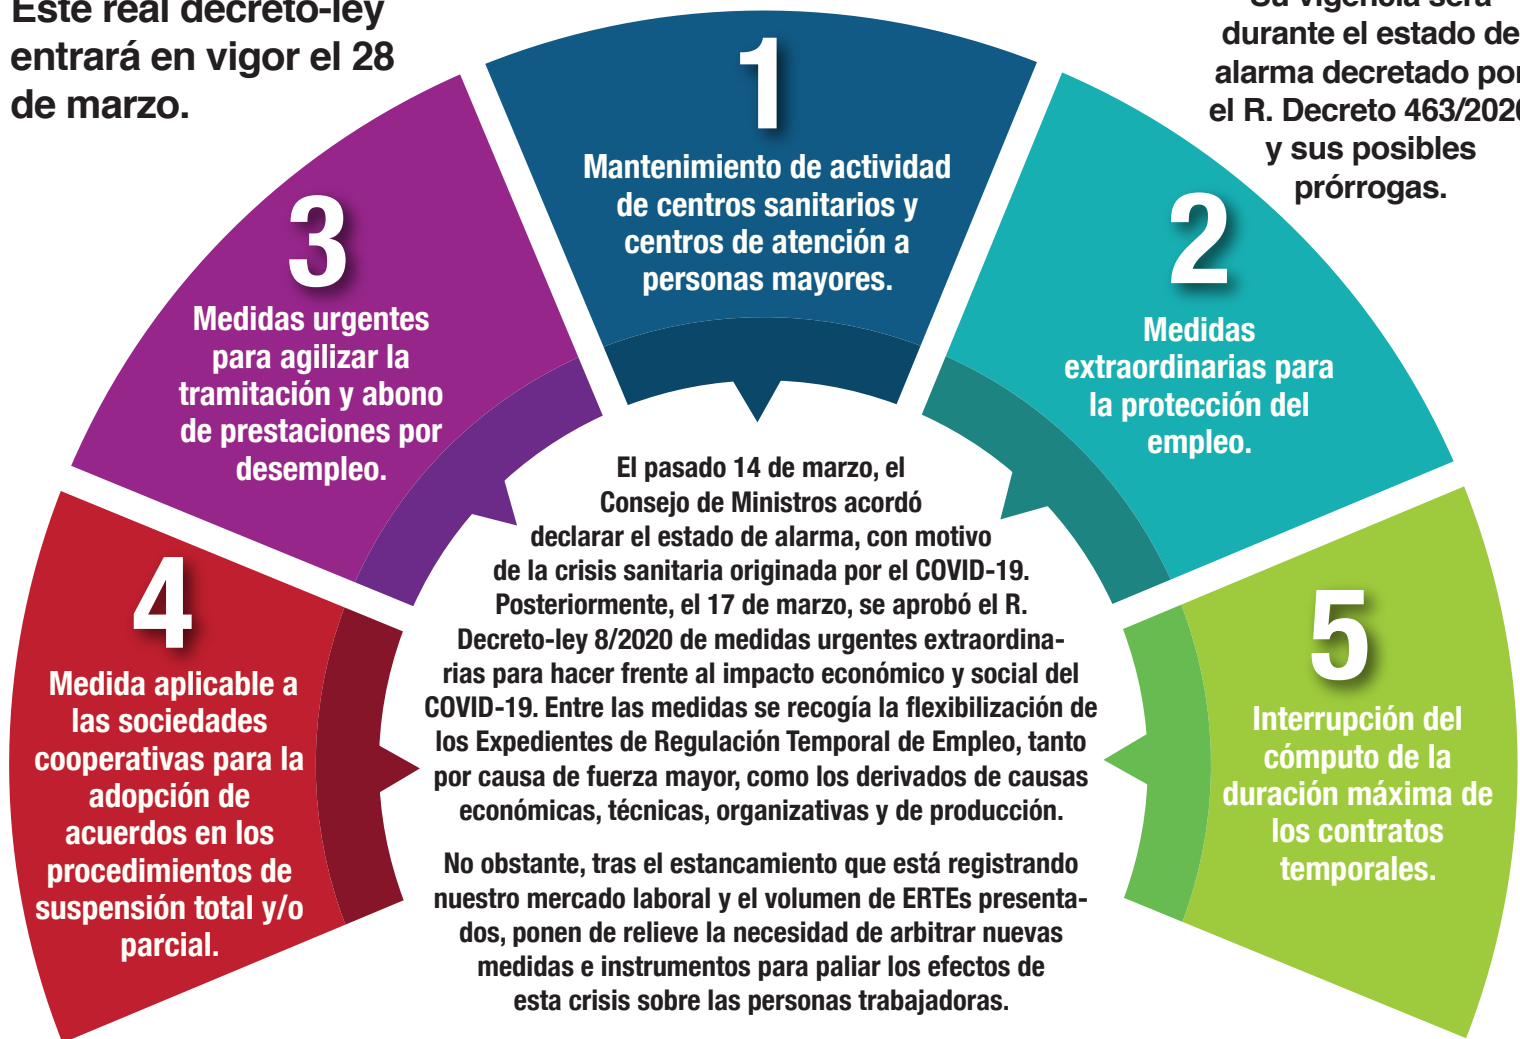 Este real decreto-ley
entrará en vigor el 28
de marzo.
Su vigencia será
durante el estado de
alarma decretado por
el R. Decreto 463/2020
y sus posibles
prórrogas.
1
Mantenimiento de actividad
de centros sanitarios y
centros de atención a
personas mayores.
2
Medidas
extraordinarias para
la protección del
empleo.
3
Medidas urgentes
para agilizar la
tramitación y abono
de prestaciones por
desempleo.
4
Medida aplicable a
las sociedades
cooperativas para la
adopción de
acuerdos en los
procedimientos de
suspensión total y/o
parcial.
5
Interrupción del
cómputo de la
duración máxima de
los contratos
temporales.
El pasado 14 de marzo, el
Consejo de Ministros acordó
declarar el estado de alarma, con motivo
de la crisis sanitaria originada por el COVID-19.
Posteriormente, el 17 de marzo, se aprobó el R.
Decreto-ley 8/2020 de medidas urgentes extraordina-
rias para hacer frente al impacto económico y social del
COVID-19. Entre las medidas se recogía la flexibilización de
los Expedientes de Regulación Temporal de Empleo, tanto
por causa de fuerza mayor, como los derivados de causas
económicas, técnicas, organizativas y de producción.
No obstante, tras el estancamiento que está registrando
nuestro mercado laboral y el volumen de ERTEs presenta-
dos, ponen de relieve la necesidad de arbitrar nuevas
medidas e instrumentos para paliar los efectos de
esta crisis sobre las personas trabajadoras.